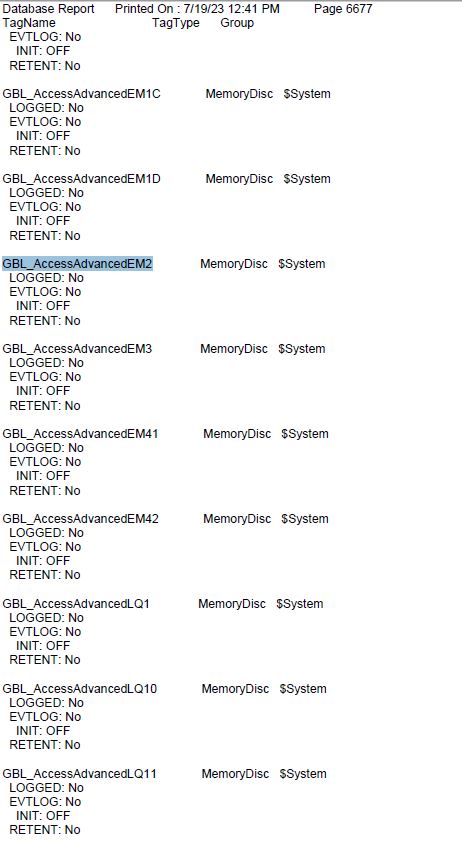 Database Report Printed On : 7/19/23 12:41 PM Page 6677
TagName TagType Group
EVTLOG: No
INIT: OFF
RETENT: No
GBL_AccessAdvancedEM1C MemoryDisc $System
LOGGED: No
EVTLOG: No
INIT: OFF
RETENT: No
GBL_AccessAdvancedEM1D MemoryDisc $System
LOGGED: No
EVTLOG: No
INIT: OFF
RETENT: No
GBL_AccessAdvancedEM2 MemoryDisc $System
LOGGED: No
EVTLOG: No
INIT: OFF
RETENT: No
GBL_AccessAdvancedEM3 MemoryDisc $System
LOGGED: No
EVTLOG: No
INIT: OFF
RETENT: No
GBL_AccessAdvancedEM41 MemoryDisc $System
LOGGED: No
EVTLOG: No
INIT: OFF
RETENT: No
GBL_AccessAdvancedEM42 MemoryDisc $System
LOGGED: No
EVTLOG: No
INIT: OFF
RETENT: No
GBL_AccessAdvancedLQ1 MemoryDisc $System
LOGGED: No
EVTLOG: No
INIT: OFF
RETENT: No
GBL_AccessAdvancedLQ10 MemoryDisc $System
LOGGED: No
EVTLOG: No
INIT: OFF
RETENT: No
GBL_AccessAdvancedLQ11 MemoryDisc $System
LOGGED: No
EVTLOG: No
INIT: OFF
RETENT: No